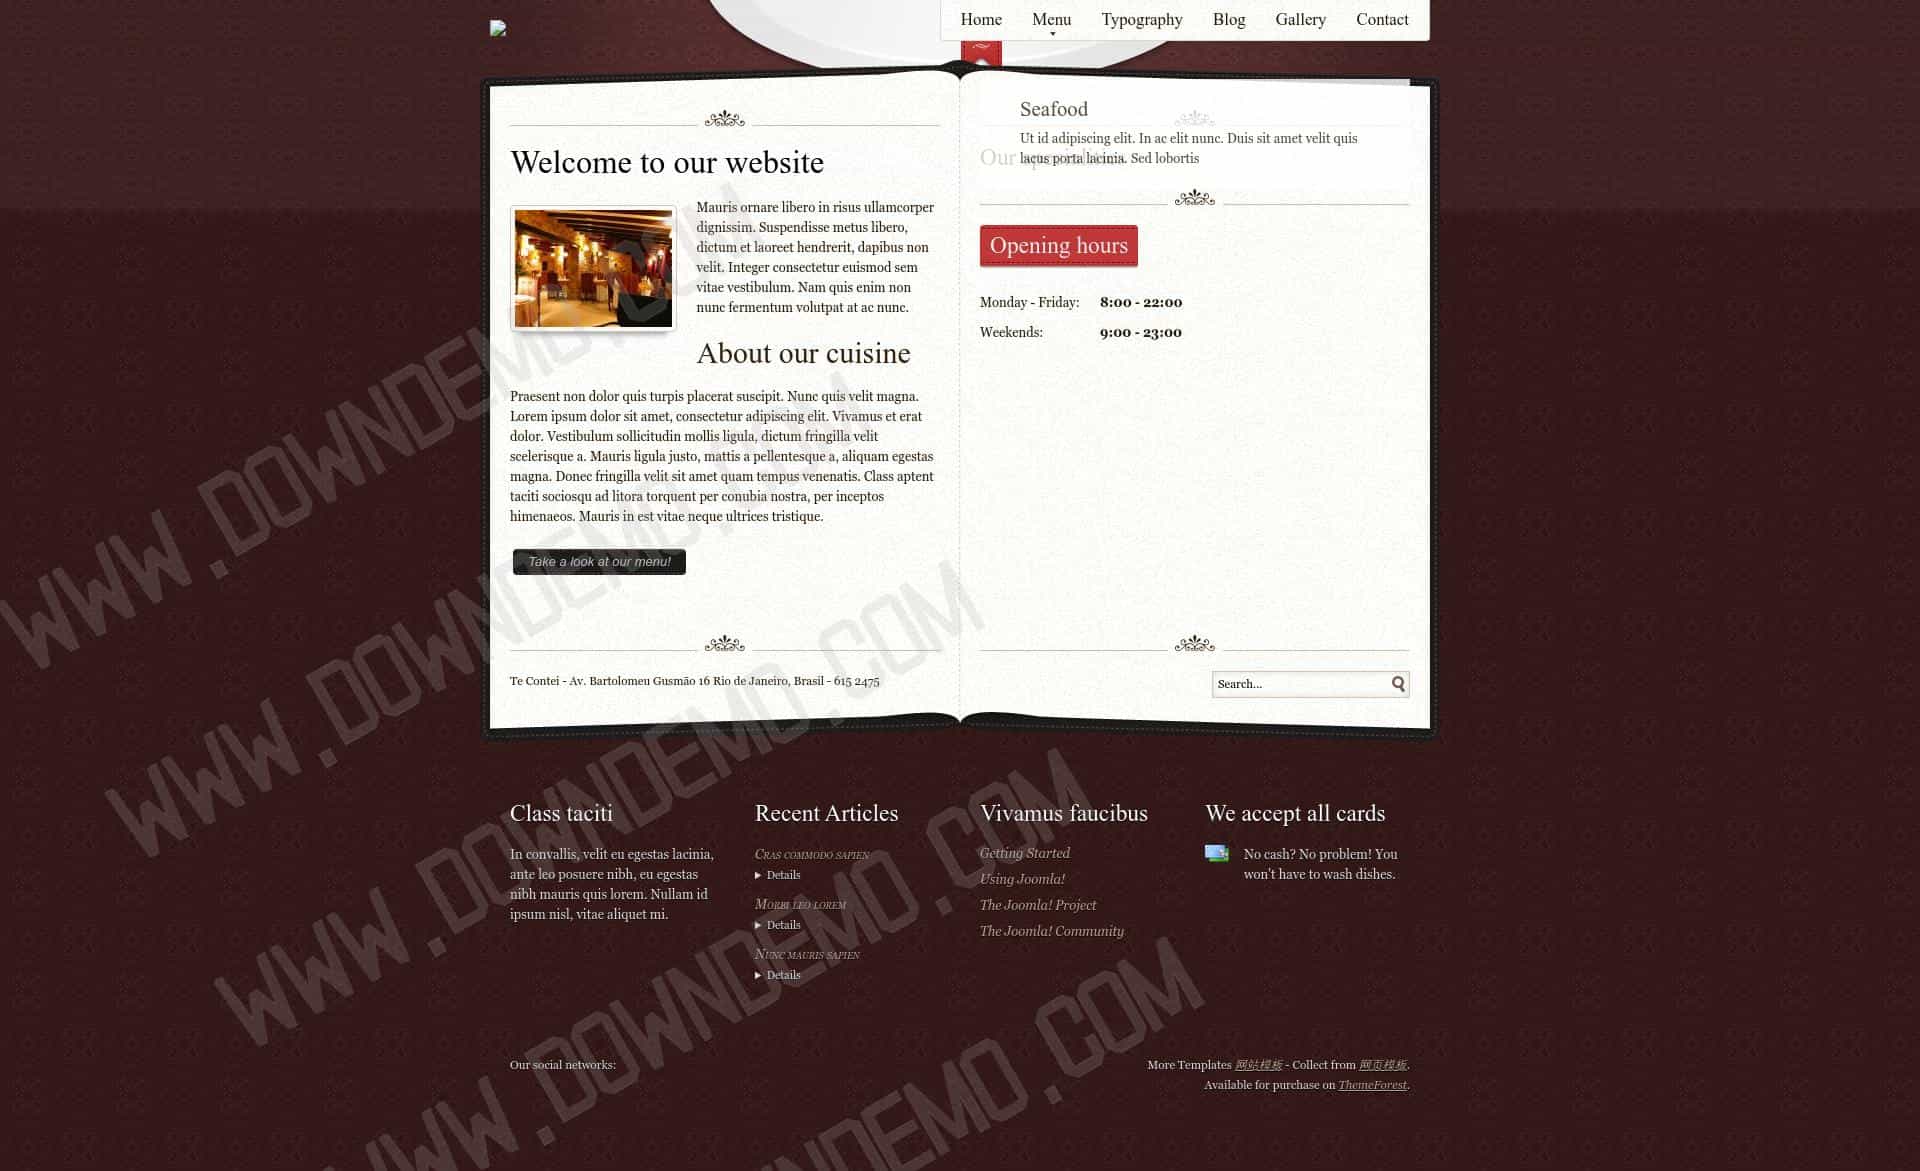 Home Menu Typography Blog Gallery Contact
Welcome to our website
Mauris ornare libero in risus ullamcorper
dignissim. Suspendisse metus libero,
dictum et laoreet hendrerit, dapibus non
velit. Integer consectetur euismod sem
vitae vestibulum. Nam quis enim non
nunc fermentum volutpat at ac nunc.
About our cuisine
Praesent non dolor quis turpis placerat suscipit. Nunc quis velit magna.
Lorem ipsum dolor sit amet, consectetur adipiscing elit. Vivamus et erat
dolor. Vestibulum sollicitudin mollis ligula, dictum fringilla velit
scelerisque a. Mauris ligula justo, mattis a pellentesque a, aliquam egestas
magna. Donec fringilla velit sit amet quam tempus venenatis. Class aptent
taciti sociosqu ad litora torquent per conubia nostra, per inceptos
himenaeos. Mauris in est vitae neque ultrices tristique.
Take a look at our menu!
Te Contei - Av. Bartolomeu Gusmão 16 Rio de Janeiro, Brasil - 615 2475
Seafood
Ut id adipiscing elit. In ac elit nunc. Duis sit amet velit quis
lacus porta lacinia. Sed lobortis
Our
Opening hours
Monday - Friday: 8:00 - 22:00
Weekends: 9:00 - 23:00
Search...
Class taciti
In convallis, velit eu egestas lacinia,
ante leo posuere nibh, eu egestas
nibh mauris quis lorem. Nullam id
ipsum nisl, vitae aliquet mi.
Recent Articles
Cras commodo sapien
Details
Morbi leo lorem
Details
Nunc mauris sapien
Details
Vivamus faucibus
Getting Started
Using Joomla!
The Joomla! Project
The Joomla! Community
We accept all cards
No cash? No problem! You
won't have to wash dishes.
Our social networks:
More Templates 网站模板 - Collect from 网页模板.
Available for purchase on ThemeForest.
WWW.DOWNDEMO.COM
WWW.DOWNDEMO.COM
WWW.DOWNDEMO.COM
WWW.DOWNDEMO.COM
NDEMO.COM